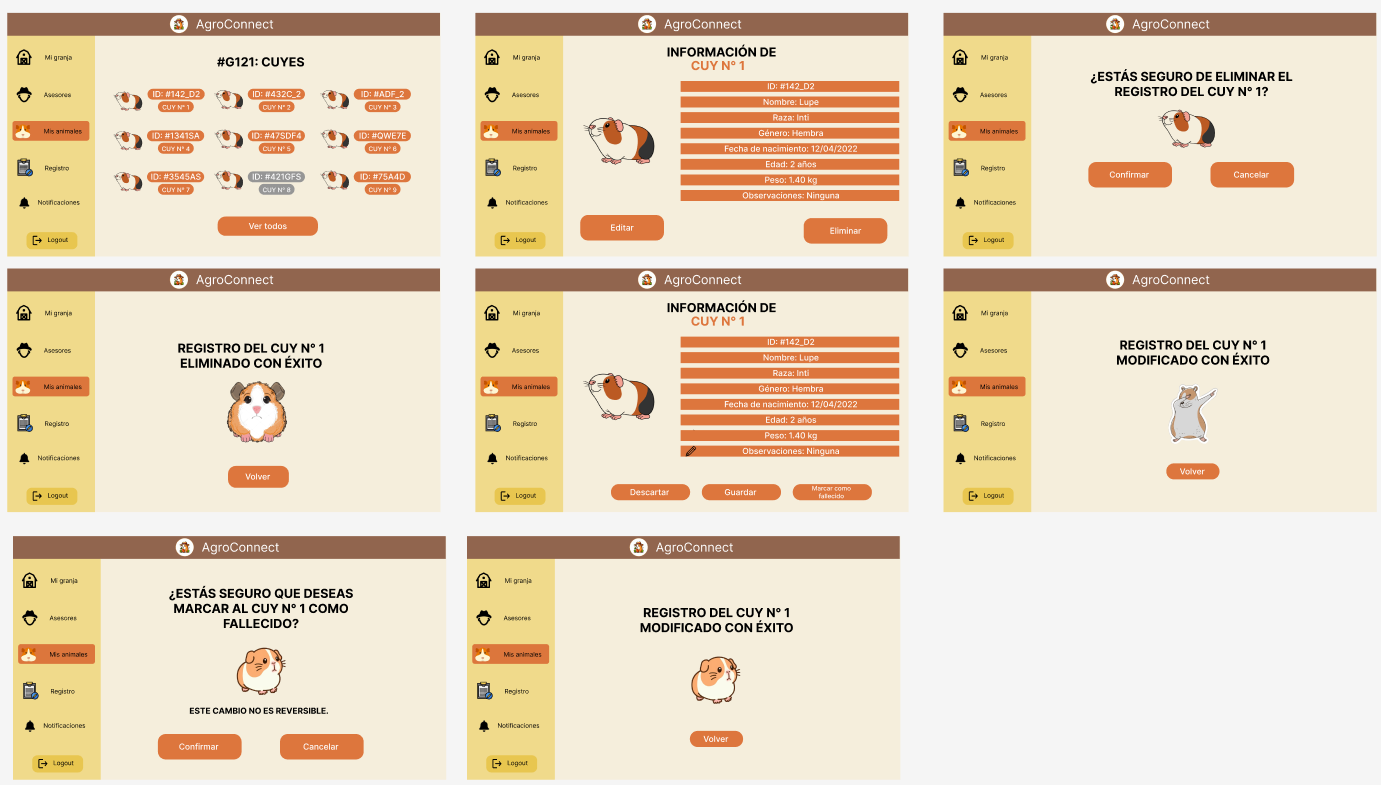 AgroConnect
Mi granja
Asesores
Mis animales
Registro
Notificaciones
Logout
#G121: CUYES
ID: #142_D2
CUY N° 1
ID: #432C_2
CUY N° 2
ID: #ADF_2
CUY N° 3
ID: #1341SA
CUY N° 4
ID: #47SDF4
CUY N° 5
ID: #QWE7E
CUY N° 6
ID: #3545AS
CUY N° 7
ID: #421GFS
CUY N° 8
ID: #75A4D
CUY N° 9
Ver todos
AgroConnect
Mi granja
Asesores
Mis animales
Registro
Notificaciones
Logout
INFORMACIÓN DE
CUY N° 1
ID: #142_D2
Nombre: Lupe
Raza: Inti
Género: Hembra
Fecha de nacimiento: 12/04/2022
Edad: 2 años
Peso: 1.40 kg
Observaciones: Ninguna
Editar
Eliminar
AgroConnect
Mi granja
Asesores
Mis animales
Registro
Notificaciones
Logout
¿ESTÁS SEGURO DE ELIMINAR EL
REGISTRO DEL CUY N° 1?
Confirmar
Cancelar
AgroConnect
Mi granja
Asesores
Mis animales
Registro
Notificaciones
Logout
REGISTRO DEL CUY N° 1
ELIMINADO CON ÉXITO
Volver
AgroConnect
Mi granja
Asesores
Mis animales
Registro
Notificaciones
Logout
INFORMACIÓN DE
CUY N° 1
ID: #142_D2
Nombre: Lupe
Raza: Inti
Género: Hembra
Fecha de nacimiento: 12/04/2022
Edad: 2 años
Peso: 1.40 kg
Observaciones: Ninguna
Descartar
Guardar
Marcar como
fallecido
AgroConnect
Mi granja
Asesores
Mis animales
Registro
Notificaciones
Logout
REGISTRO DEL CUY N° 1
MODIFICADO CON ÉXITO
Volver
AgroConnect
Mi granja
Asesores
Mis animales
Registro
Notificaciones
Logout
¿ESTÁS SEGURO QUE DESEAS
MARCAR AL CUY N° 1 COMO
FALLECIDO?
ESTE CAMBIO NO ES REVERSIBLE.
Confirmar
Cancelar
AgroConnect
Mi granja
Asesores
Mis animales
Registro
Notificaciones
Logout
REGISTRO DEL CUY N° 1
MODIFICADO CON ÉXITO
Volver